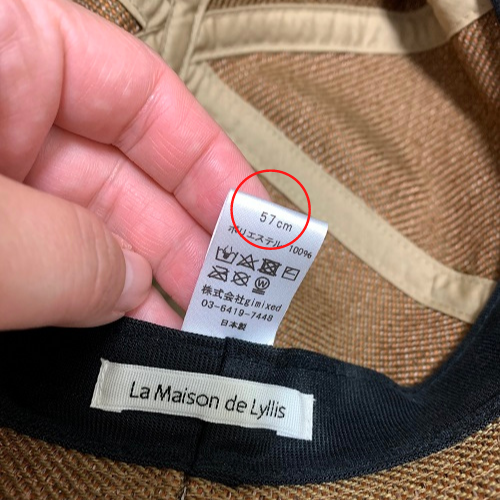 57cm
ポリエステル 100%
株式会社gimixed
03-6419-7448
日本製
La Maison de Lyllis